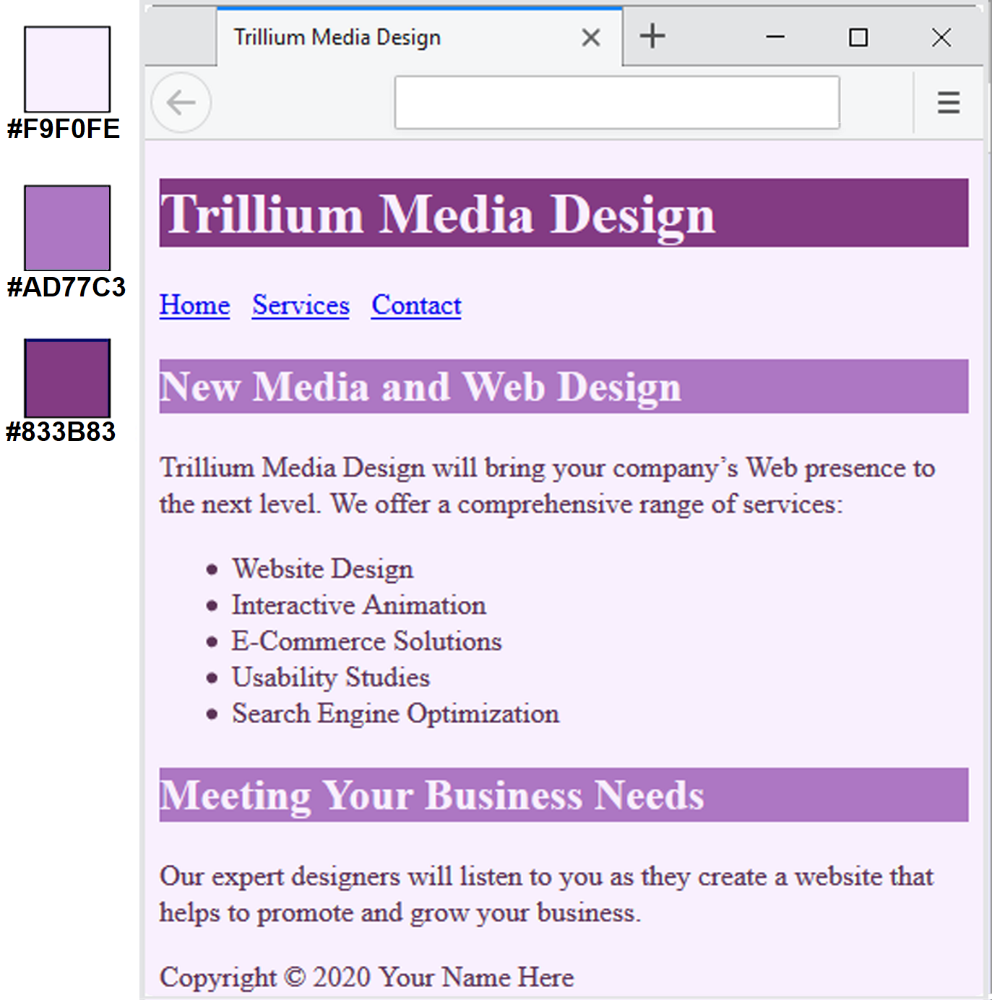 #F9F0FE
#AD77C3
#833B83
Trillium Media Design
Trillium Media Design
Home Services Contact
New Media and Web Design
Trillium Media Design will bring your company’s Web presence to
the next level. We offer a comprehensive range of services:
• Website Design
• Interactive Animation
• E-Commerce Solutions
• Usability Studies
• Search Engine Optimization
Meeting Your Business Needs
Our expert designers will listen to you as they create a website that
helps to promote and grow your business.
Copyright © 2020 Your Name Here